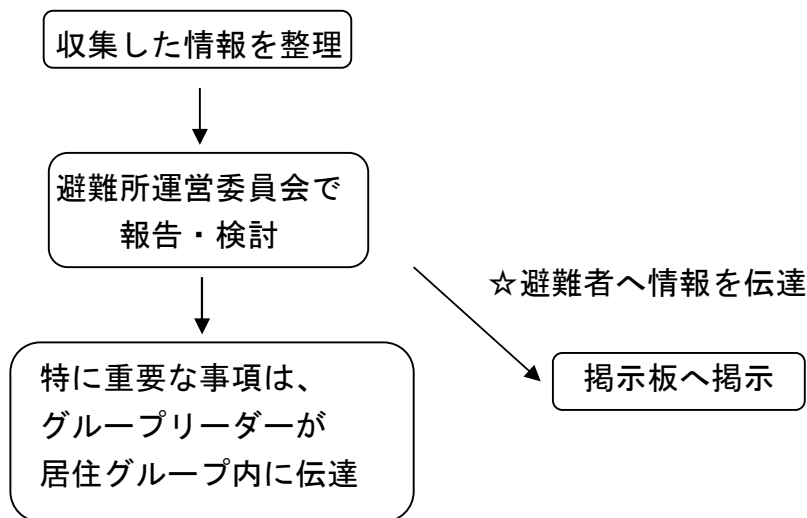 収集した情報を整理
避難所運営委員会で
報告・検討
☆避難者へ情報を伝達
掲示板へ掲示
特に重要な事項は、
グループリーダーが
居住グループ内に伝達